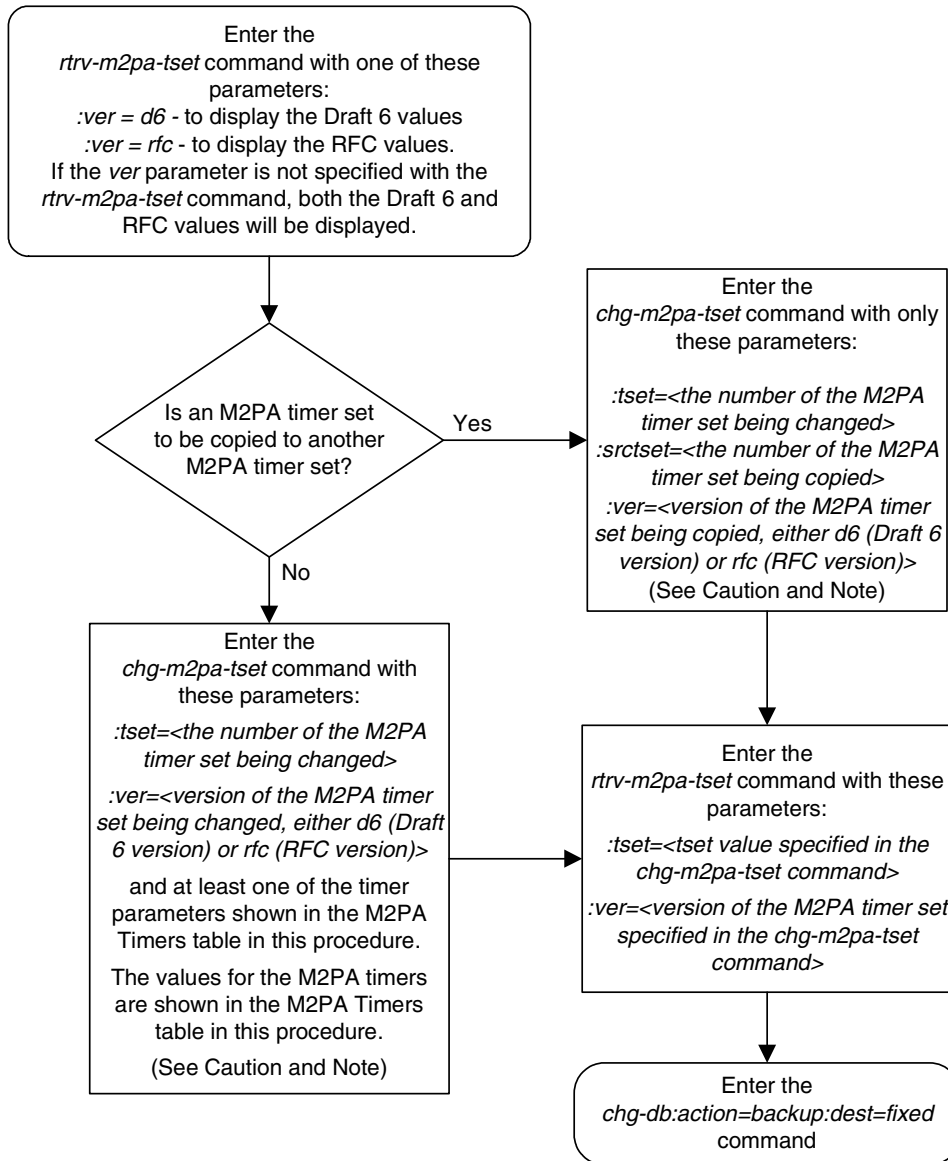 Enter the
rtrv-m2pa-tset command with one of these
parameters:
:ver = d6 - to display the Draft 6 values
:ver = rfc - to display the RFC values.
If the ver parameter is not specified with the
rtrv-m2pa-tset command, both the Draft 6 and
RFC values will be displayed.
Is an M2PA timer set
to be copied to another
M2PA timer set?
Yes
Enter the
chg-m2pa-tset command with only
these parameters:
:tset=<the number of the M2PA
timer set being changed>
:srctset=<the number of the M2PA
timer set being copied>
:ver=<version of the M2PA timer
set being copied, either d6 (Draft 6
version) or rfc (RFC version)>
(See Caution and Note)
No
Enter the
chg-m2pa-tset command with
these parameters:
:tset=<the number of the M2PA
timer set being changed>
:ver=<version of the M2PA timer
set being changed, either d6 (Draft
6 version) or rfc (RFC version)>
and at least one of the timer
parameters shown in the M2PA
Timers table in this procedure.
The values for the M2PA timers
are shown in the M2PA Timers
table in this procedure.
(See Caution and Note)
Enter the
rtrv-m2pa-tset command with these
parameters:
:tset=<tset value specified in the
chg-m2pa-tset command>
:ver=<version of the M2PA timer set
specified in the chg-m2pa-tset
command>
Enter the
chg-db:action=backup:dest=fixed
command